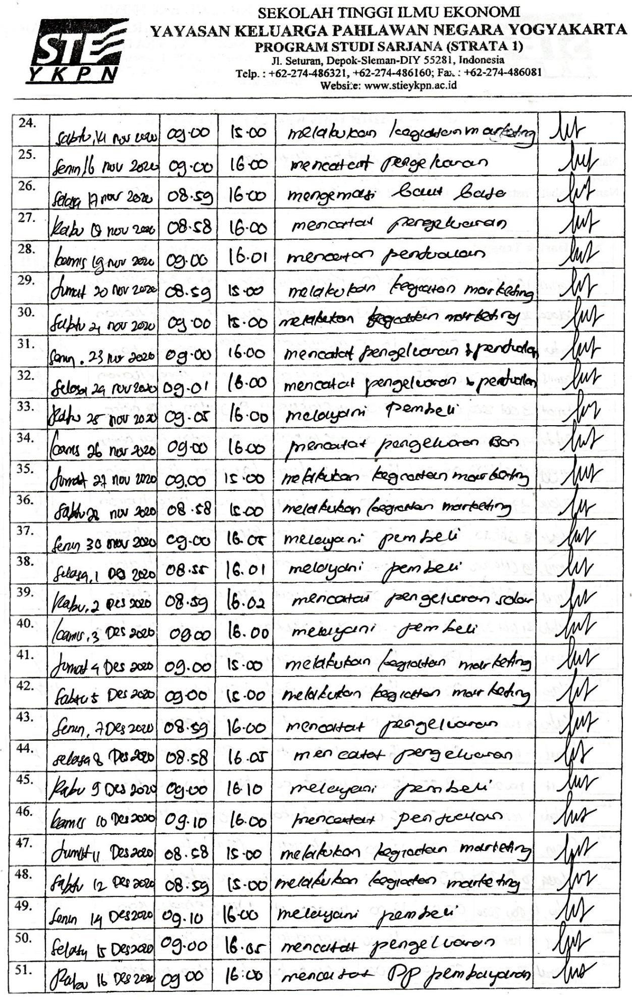 STIE
YKPN
SEKOLAH TINGGI ILMU EKONOMI
YAYASAN KELUARGA PAHLAWAN NEGARA YOGYAKARTA
PROGRAM STUDI SARJANA (STRATA 1)
Jl. Seturan, Depok-Sleman-DIY 55281, Indonesia
Telp. : +62-274-486321, +62-274-486160; Fax. : +62-274-486081
Website: www.stieykpn.ac.id
24. Sabtu, 14 nov 2020 09.00 15.00 melakukan kegiatan marketing
25. Senin, 16 nov 2020 09.00 16.00 mencatat pengeluaran
26. Selasa 17 nov 2020 08.59 16.00 mengemasi baut
27. Rabu 18 nov 2020 08.58 16.00 mencatat pengeluaran
28. kamis 19 nov 2020 09.00 16.01 mencatat penjualan
29. Jumat 20 nov 2020 08.59 15.00 melakukan kegiatan marketing
30. Sabtu 21 nov 2020 09.00 15.00 melakukan kegiatan marketing
31. Senin. 23 nov 2020 09.00 16.00 mencatat pengeluaran & penjualan
32. Selasa 24 nov 2020 09.01 16.00 mencatat pengeluaran & penjualan
33. Rabu 25 nov 2020 09.05 16.00 melayani pembeli
34. kamis 26 nov 2020 09.00 16.00 mencatat pengeluaran Bon
35. Jumat 27 nov 2020 09.00 15.00 melakukan kegiatan marketing
36. Sabtu 28 nov 2020 08.58 15.00 melakukan kegiatan marketing
37. Senin 30 nov 2020 09.00 16.05 melayani pembeli
38. Selasa, 1 Des 2020 08.55 16.01 melayani pembeli
39. Rabu, 2 Des 2020 08.59 16.02 mencatat pengeluaran solar
40. kamis, 3 Des 2020 09.00 16.00 melayani pembeli
41. Jumat 4 Des 2020 09.00 15.00 melakukan kegiatan marketing
42. Sabtu 5 Des 2020 09.00 15.00 melakukan kegiatan marketing
43. Senin, 7 Des 2020 08.59 16.00 mencatat pengeluaran
44. selasa 8 Des 2020 08.58 16.05 mencatat pengeluaran
45. Rabu 9 Des 2020 09.00 16.10 melayani pembeli
46. kamis 10 Des 2020 09.10 16.00 mencatat penjualan
47. Jumat 11 Des 2020 08.58 15.00 melakukan kegiatan marketing
48. Sabtu 12 Des 2020 08.59 15.00 melakukan kegiatan marketing
49. Senin 14 Des 2020 09.10 16.00 melayani pembeli
50. Selasa 15 Des 2020 09.00 16.05 mencatat pengeluaran
51. Rabu 16 Des 2020 09.00 16.00 mencatat PP pembayaran